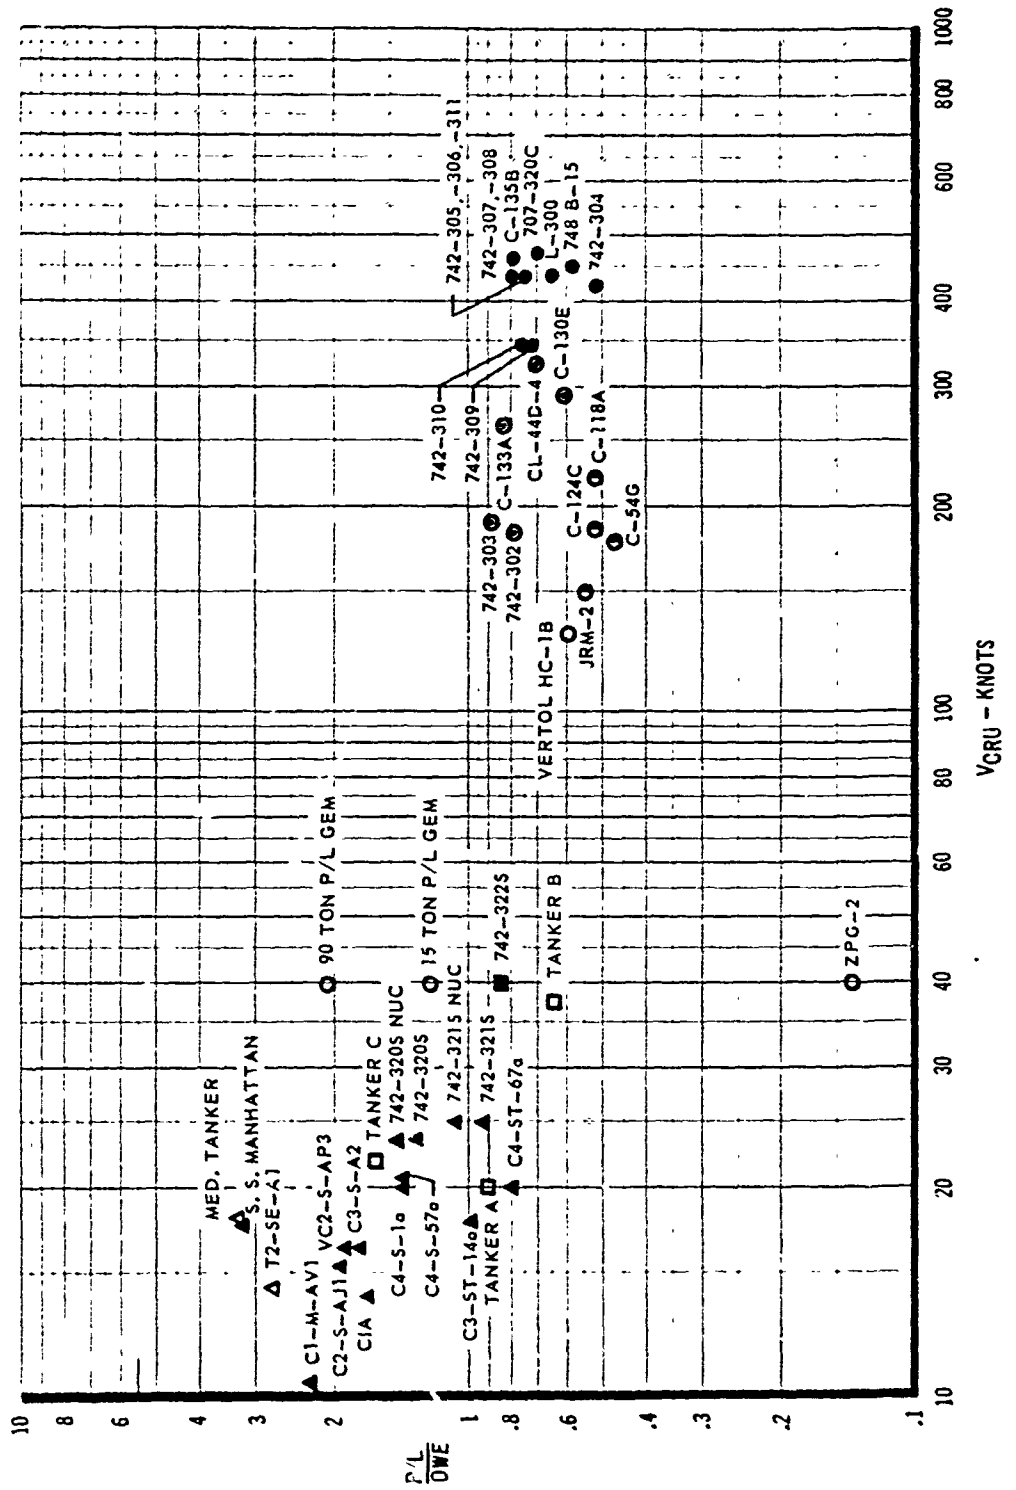 P/L
OWE
10
8
6
4
3
2
1
.8
.6
.4
.3
.2
.1
10
20
30
40
60
80
100
200
300
400
600
800
1000
VCRU – KNOTS
MED. TANKER
S. S. MANHATTAN
T2–SE–A1
C1–M–AV1
VC2–S–AP3
C2–S–AJ1
C3–S–A2
C1A
TANKER C
742–320S NUC
742–320S
C4–S–1a
C4–S–57a
742–321S NUC
742–321S
C3–ST–14a
TANKER A
C4–ST–67a
90 TON P/L GEM
15 TON P/L GEM
742–322S
TANKER B
ZPG–2
VERTOL HC–1B
JRM–2
742–303
742–302
C–133A
C–124C
C–54G
C–118A
742–310
742–309
CL–44D–4
C–130E
742–305,–306,–311
742–307,–308
C–135B
707–320C
L–300
748 B–15
742–304